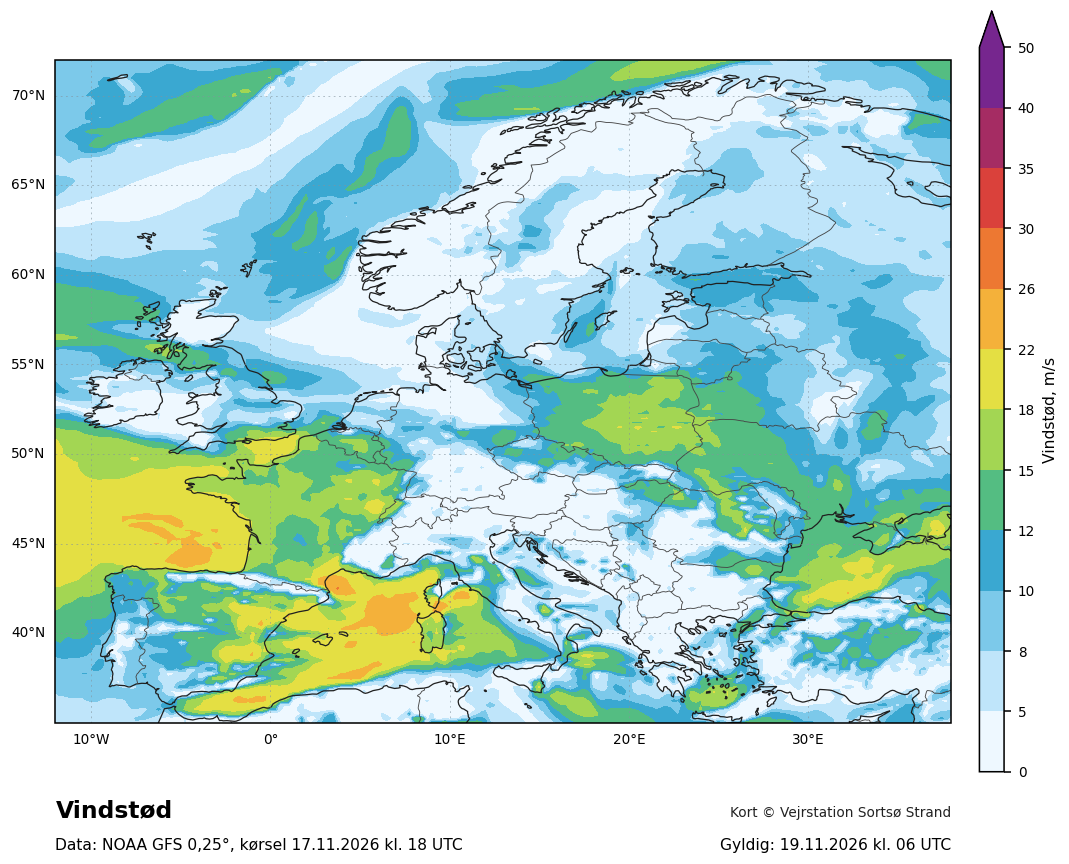 50
40
35
30
26
22
18
15
12
10
8
5
0
Vindstød, m/s
70°N
65°N
60°N
55°N
50°N
45°N
40°N
10°W
0°
10°E
20°E
30°E
Vindstød
Kort © Vejrstation Sortsø Strand
Data: NOAA GFS 0,25°, kørsel 17.11.2026 kl. 18 UTC
Gyldig: 19.11.2026 kl. 06 UTC